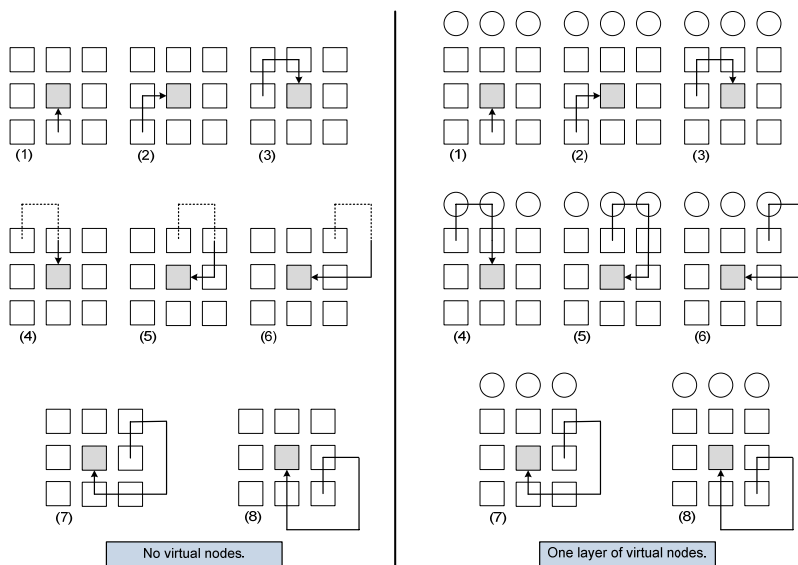 (1) (2) (3)
(1) (2) (3)
(4) (5) (6)
(4) (5) (6)
(7) (8)
(7) (8)
No virtual nodes.
One layer of virtual nodes.